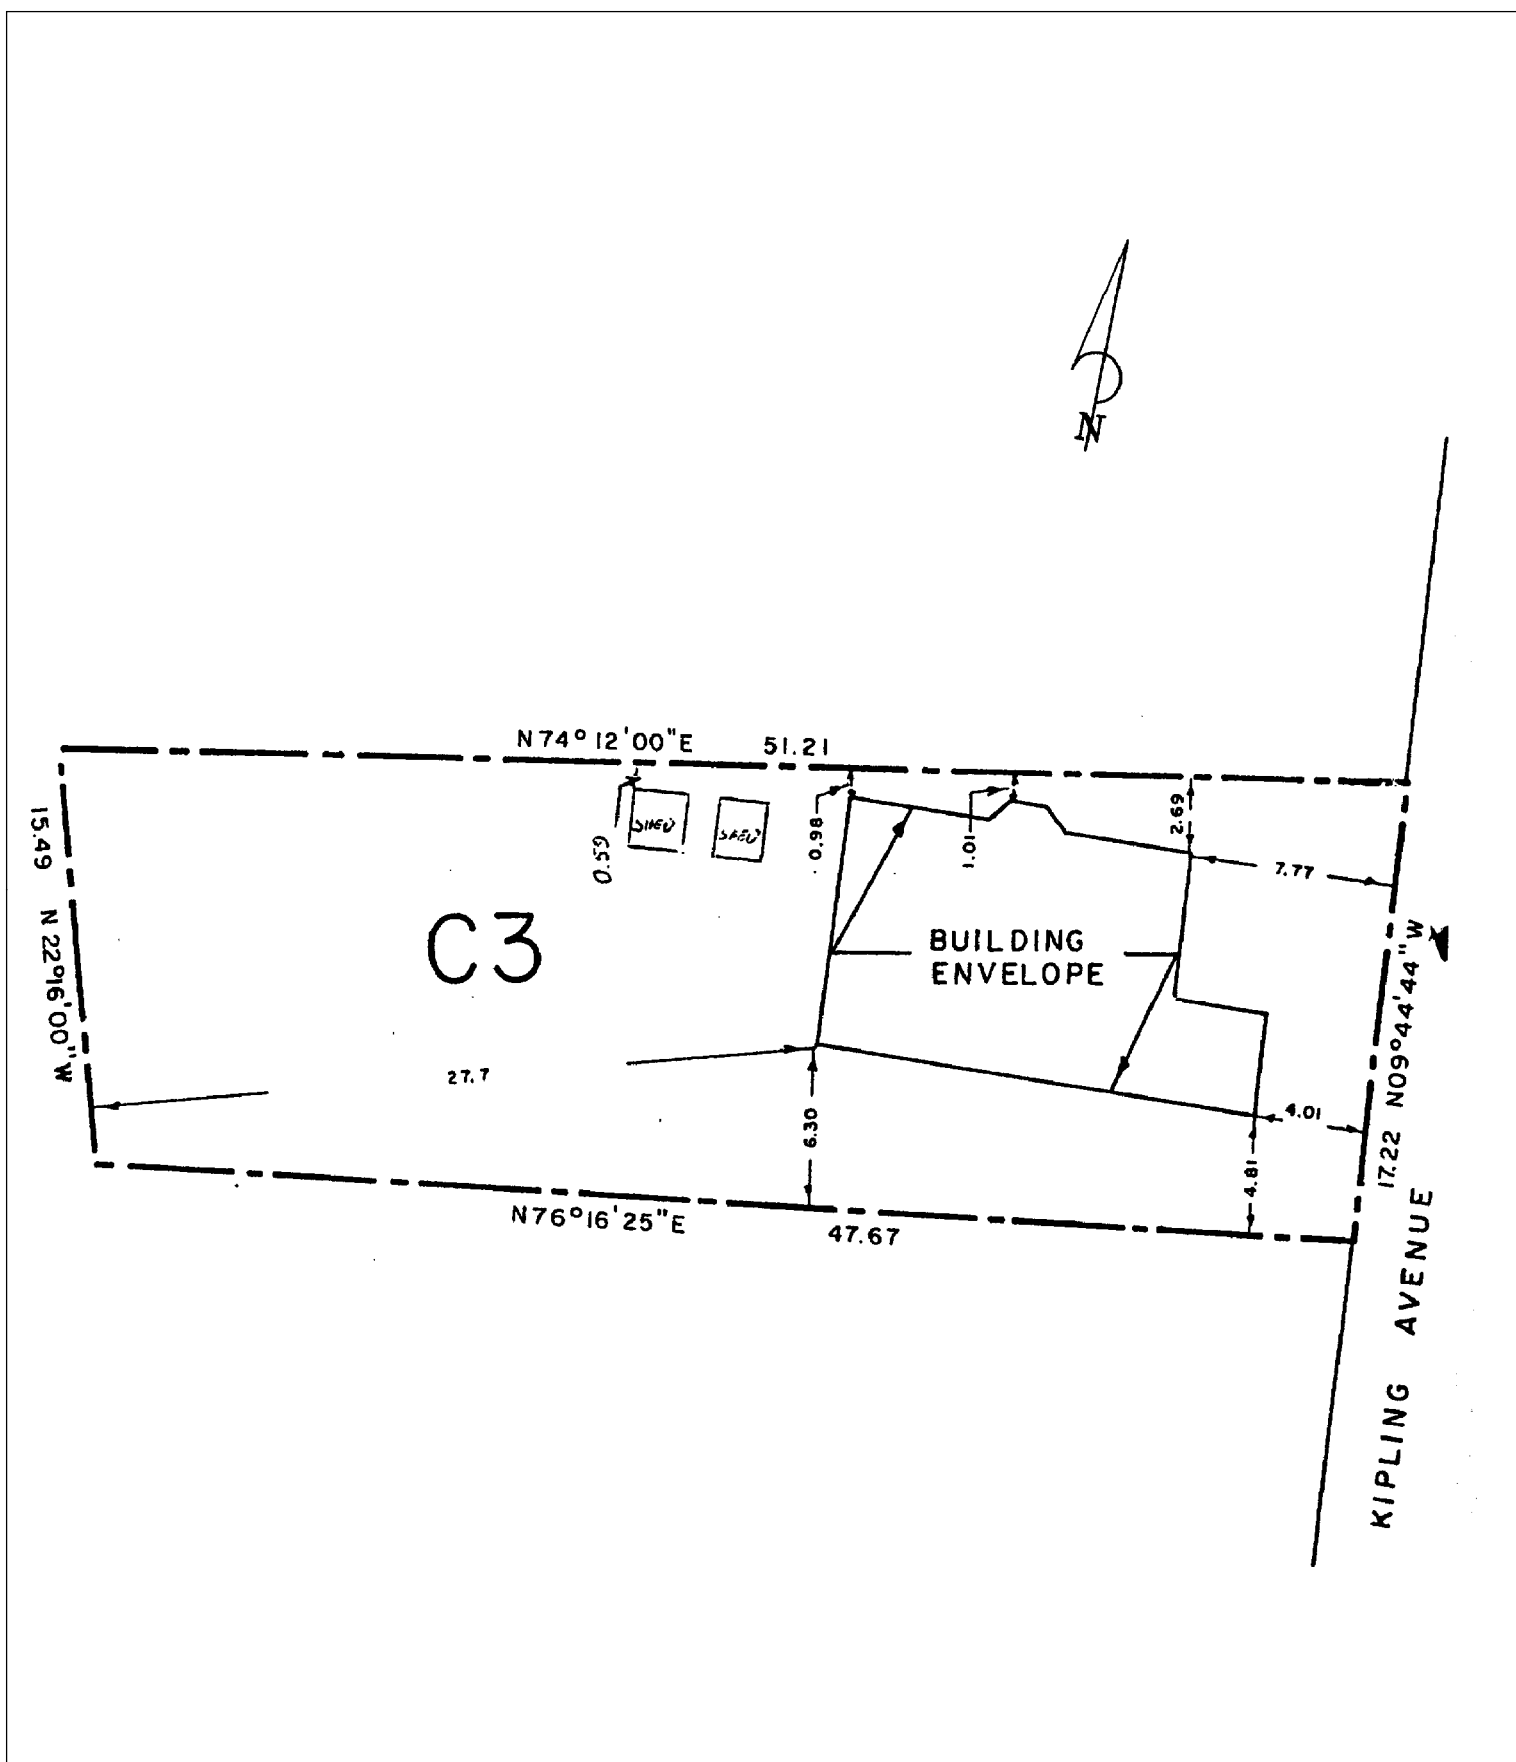 N
N74°12'00"E 51.21
15.49 N 22°16'00"W
SHED
SHED
0.98
1.01
2.69
7.77
C3
BUILDING
ENVELOPE
27.7
6.30
4.01
4.81
17.22 N09°44'44"W
N76°16'25"E 47.67
KIPLING AVENUE